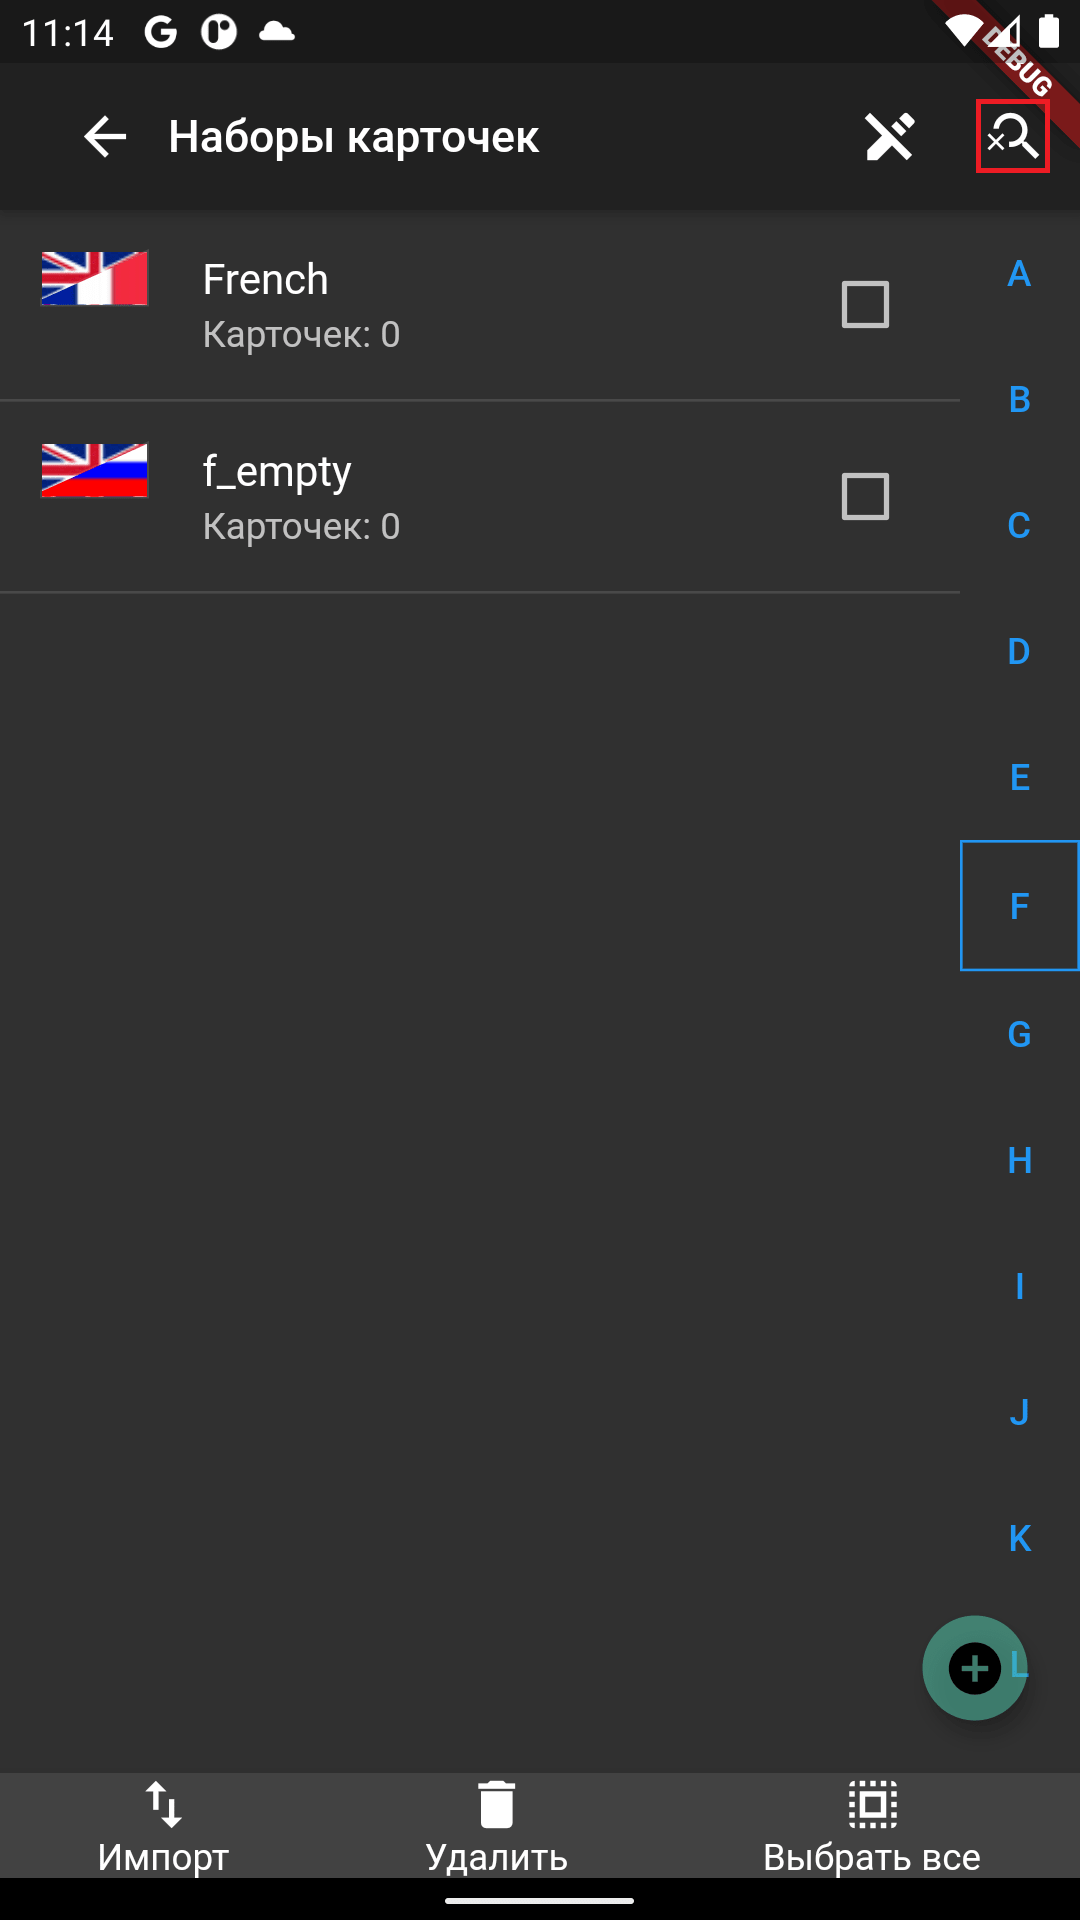 11:14
DEBUG
Наборы карточек
French
Карточек: 0
f_empty
Карточек: 0
A
B
C
D
E
F
G
H
I
J
K
L
Импорт
Удалить
Выбрать все